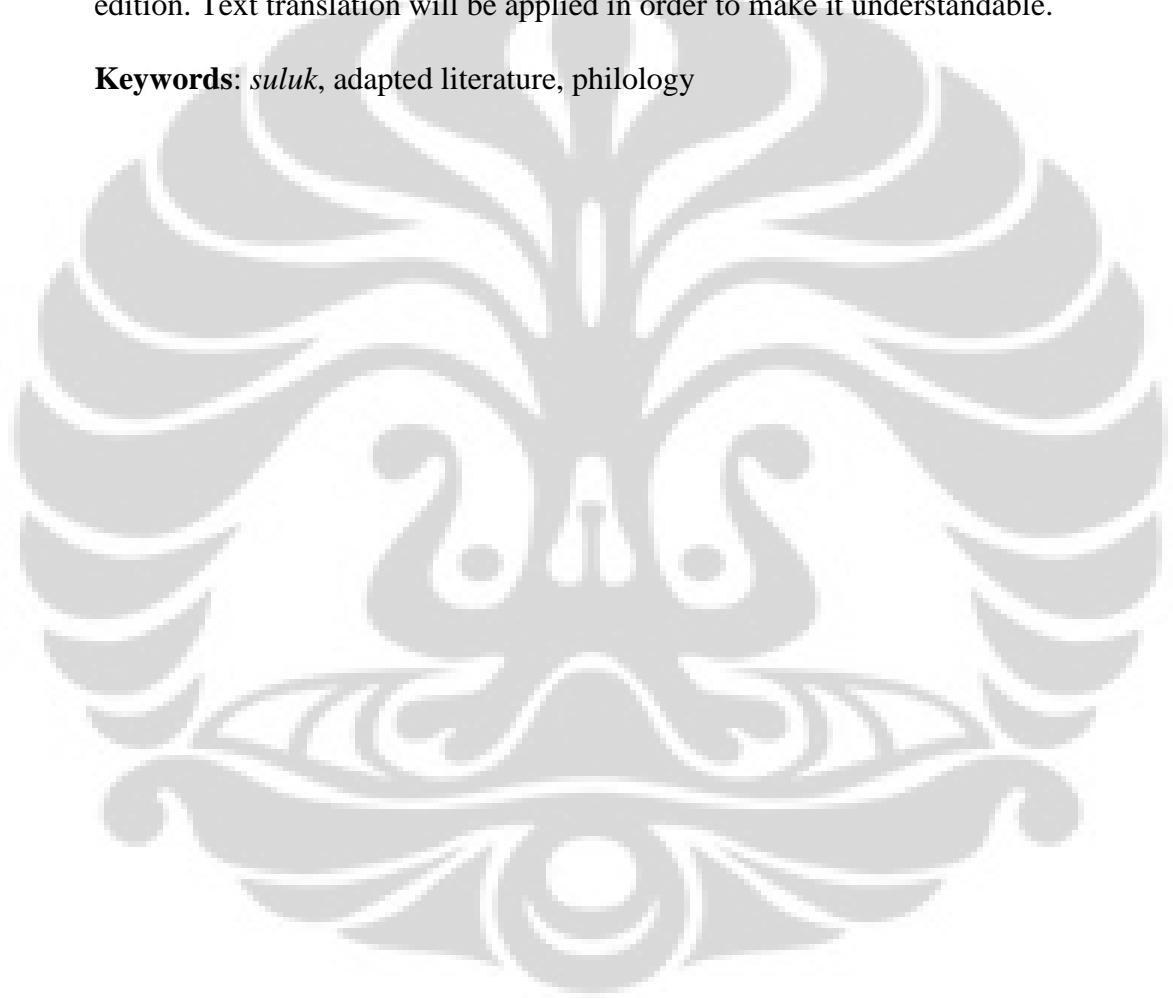 edition. Text translation will be applied in order to make it understandable.
Keywords: suluk, adapted literature, philology